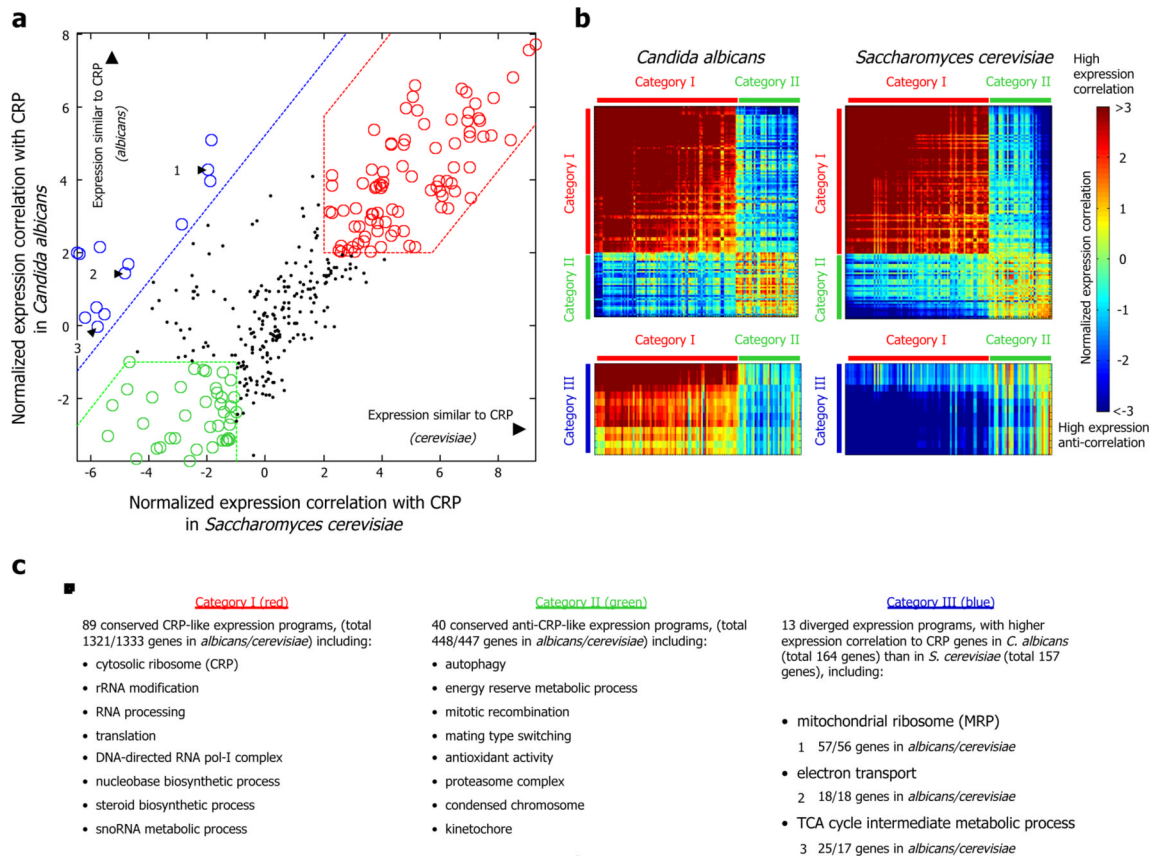 a
Normalized expression correlation with CRP
in Candida albicans
Expression similar to CRP
(albicans)
8
6
4
2
0
-2
1
2
3
Expression similar to CRP
(cerevisiae)
-6
-4
-2
0
2
4
6
8
Normalized expression correlation with CRP
in Saccharomyces cerevisiae
b
Candida albicans
Saccharomyces cerevisiae
Category I
Category II
Category I
Category II
Category I
Category II
Category I
Category II
Category I
Category II
Category I
Category II
Category III
Category III
High
expression
correlation
>3
2
1
0
-1
-2
<-3
Normalized expression correlation
High expression
anti-correlation
c
Category I (red)
89 conserved CRP-like expression programs, (total
1321/1333 genes in albicans/cerevisiae) including:
• cytosolic ribosome (CRP)
• rRNA modification
• RNA processing
• translation
• DNA-directed RNA pol-I complex
• nucleobase biosynthetic process
• steroid biosynthetic process
• snoRNA metabolic process
Category II (green)
40 conserved anti-CRP-like expression programs, (total
448/447 genes in albicans/cerevisiae) including:
• autophagy
• energy reserve metabolic process
• mitotic recombination
• mating type switching
• antioxidant activity
• proteasome complex
• condensed chromosome
• kinetochore
Category III (blue)
13 diverged expression programs, with higher
expression correlation to CRP genes in C. albicans
(total 164 genes) than in S. cerevisiae (total 157
genes), including:
• mitochondrial ribosome (MRP)
1 57/56 genes in albicans/cerevisiae
• electron transport
2 18/18 genes in albicans/cerevisiae
• TCA cycle intermediate metabolic process
3 25/17 genes in albicans/cerevisiae